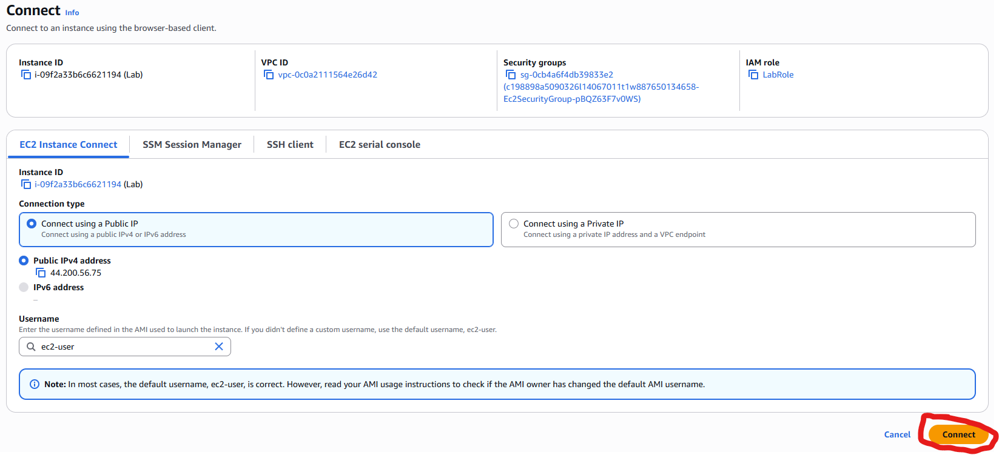 Connect Info
Connect to an instance using the browser-based client.
Instance ID
i-09f2a33b6c6621194 (Lab)
VPC ID
vpc-0c0a2111564e26d42
Security groups
sg-0cb4a6f4db39833e2
(c198898a5090326l14067011t1w887650134658-
Ec2SecurityGroup-pBQZ63F7v0WS)
IAM role
LabRole
EC2 Instance Connect
SSM Session Manager
SSH client
EC2 serial console
Instance ID
i-09f2a33b6c6621194 (Lab)
Connection type
Connect using a Public IP
Connect using a public IPv4 or IPv6 address
Connect using a Private IP
Connect using a private IP address and a VPC endpoint
Public IPv4 address
44.200.56.75
IPv6 address
–
Username
Enter the username defined in the AMI used to launch the instance. If you didn't define a custom username, use the default username, ec2-user.
ec2-user
Note: In most cases, the default username, ec2-user, is correct. However, read your AMI usage instructions to check if the AMI owner has changed the default AMI username.
Cancel
Connect